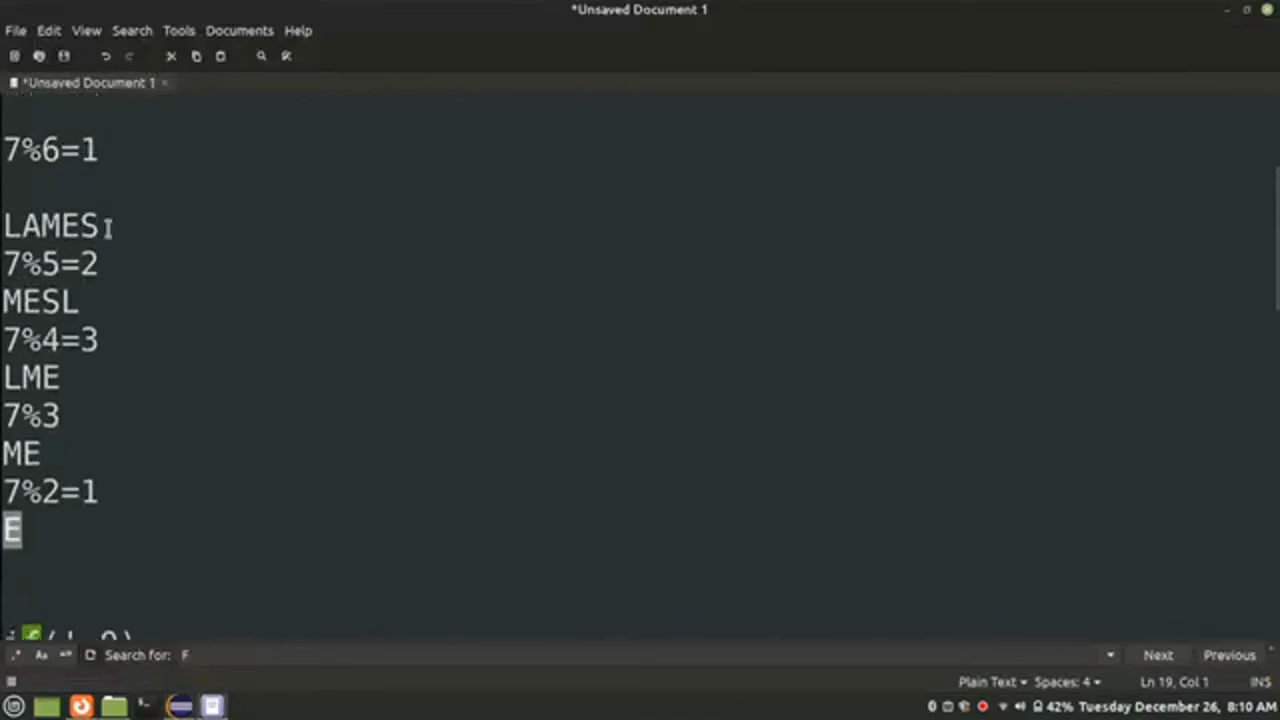 *Unsaved Document 1
File Edit View Search Tools Documents Help
*Unsaved Document 1 ×
7%6=1
LAMES
7%5=2
MESL
7%4=3
LME
7%3
ME
7%2=1
E
.* Aa Search for: F Next Previous
Plain Text Spaces: 4 Ln 19, Col 1 INS
42% Tuesday December 26, 8:10 AM